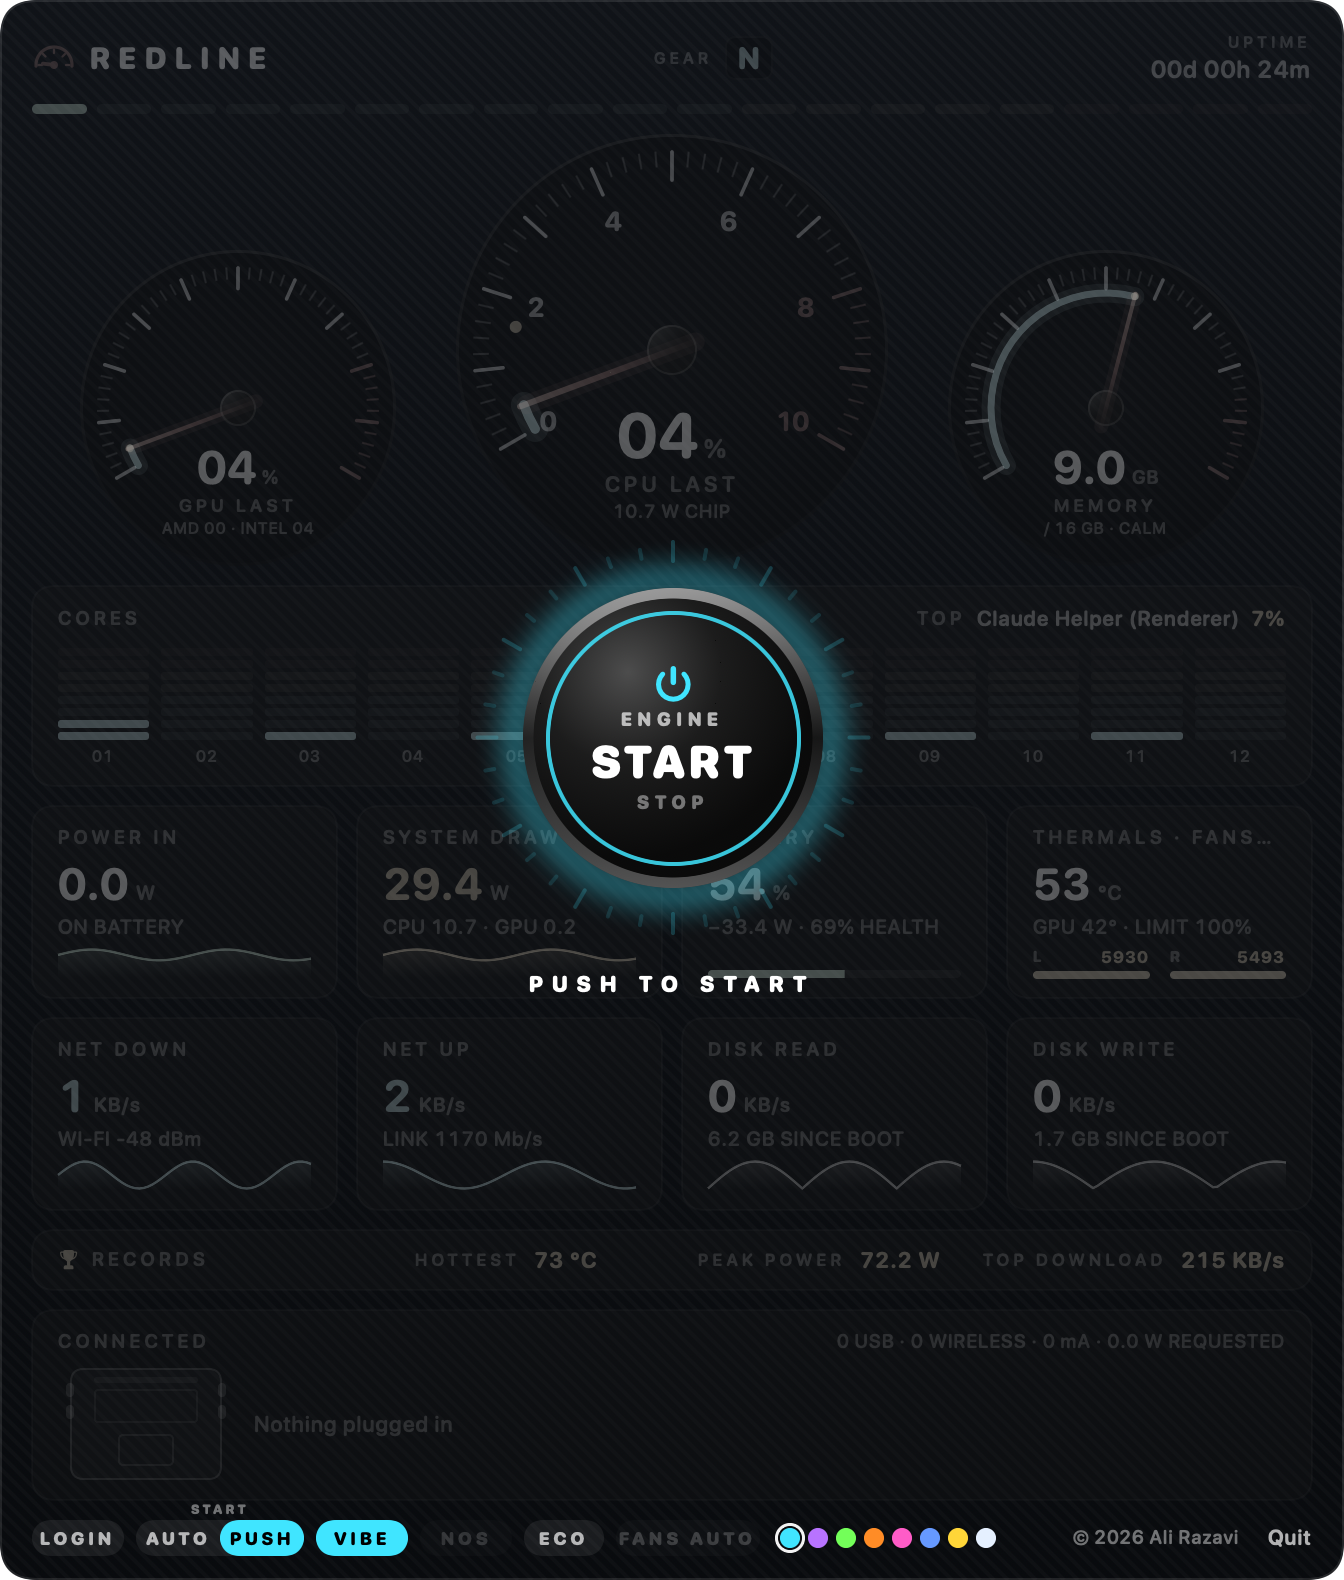 REDLINE
GEAR N
UPTIME
00d 00h 24m
4 6
2 8
0 10
04 %
GPU LAST
AMD 00 · INTEL 04
04 %
CPU LAST
10.7 W CHIP
9.0 GB
MEMORY
/ 16 GB · CALM
CORES
TOP Claude Helper (Renderer) 7%
01 02 03 04 05 08 09 10 11 12
ENGINE
START
STOP
PUSH TO START
POWER IN
0.0 W
ON BATTERY
SYSTEM DRAW
29.4 W
CPU 10.7 · GPU 0.2
RY
54 %
−33.4 W · 69% HEALTH
THERMALS · FANS...
53 °C
GPU 42° · LIMIT 100%
L 5930 R 5493
NET DOWN
1 KB/s
WI-FI -48 dBm
NET UP
2 KB/s
LINK 1170 Mb/s
DISK READ
0 KB/s
6.2 GB SINCE BOOT
DISK WRITE
0 KB/s
1.7 GB SINCE BOOT
RECORDS HOTTEST 73 °C PEAK POWER 72.2 W TOP DOWNLOAD 215 KB/s
CONNECTED
0 USB · 0 WIRELESS · 0 mA · 0.0 W REQUESTED
Nothing plugged in
START
LOGIN AUTO PUSH VIBE NOS ECO FANS AUTO © 2026 Ali Razavi Quit